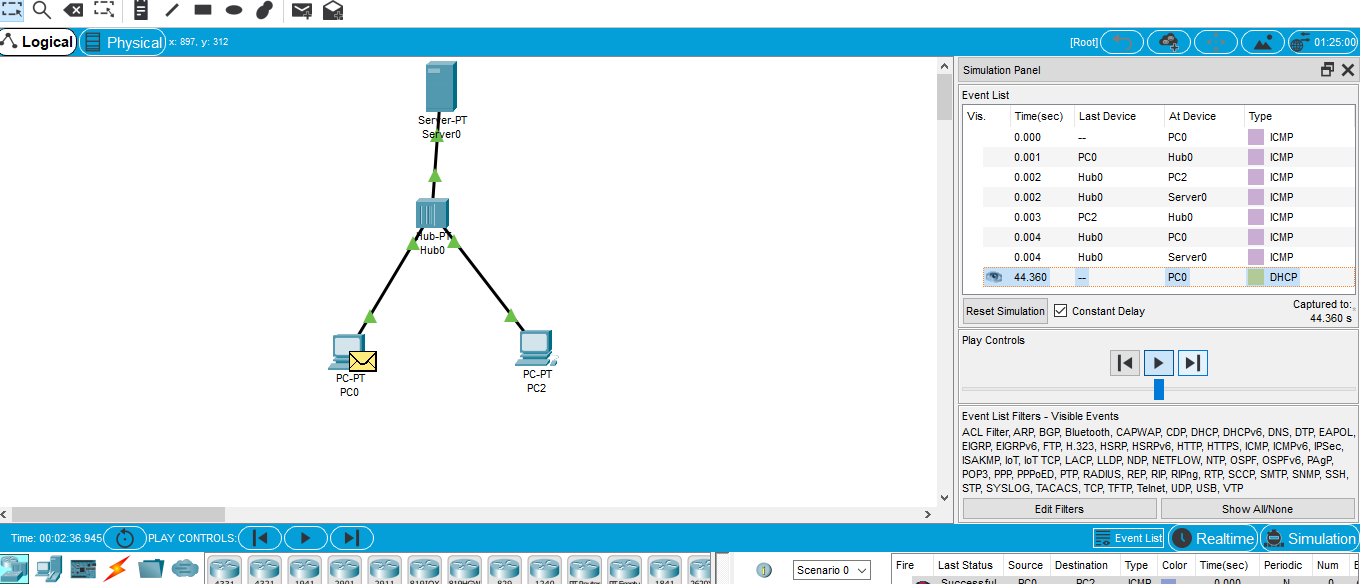 Logical
Physical x: 897, y: 312
[Root]
01:25:00
Server-PT
Server0
Hub-PT
Hub0
PC-PT
PC0
PC-PT
PC2
Simulation Panel
Event List
Vis. Time(sec) Last Device At Device Type
0.000 -- PC0 ICMP
0.001 PC0 Hub0 ICMP
0.002 Hub0 PC2 ICMP
0.002 Hub0 Server0 ICMP
0.003 PC2 Hub0 ICMP
0.004 Hub0 PC0 ICMP
0.004 Hub0 Server0 ICMP
44.360 -- PC0 DHCP
Reset Simulation Constant Delay
Captured to:
44.360 s
Play Controls
Event List Filters - Visible Events
ACL Filter, ARP, BGP, Bluetooth, CAPWAP, CDP, DHCP, DHCPv6, DNS, DTP, EAPOL,
EIGRP, EIGRPv6, FTP, H.323, HSRP, HSRPv6, HTTP, HTTPS, ICMP, ICMPv6, IPSec,
ISAKMP, IoT, IoT TCP, LACP, LLDP, NDP, NETFLOW, NTP, OSPF, OSPFv6, PAgP,
POP3, PPP, PPPoED, PTP, RADIUS, REP, RIP, RIPng, RTP, SCCP, SMTP, SNMP, SSH,
STP, SYSLOG, TACACS, TCP, TFTP, Telnet, UDP, USB, VTP
Edit Filters Show All/None
Time: 00:02:36.945 PLAY CONTROLS:
Event List Realtime Simulation
4331 4321 1941 2901 2911 819IOX 819HGW 829 1240 PT-Router PT-Empty 1841 2620X
Scenario 0
Fire Last Status Source Destination Type Color Time(sec) Periodic Num
Successful PC0 PC2 ICMP 0.000 N 0